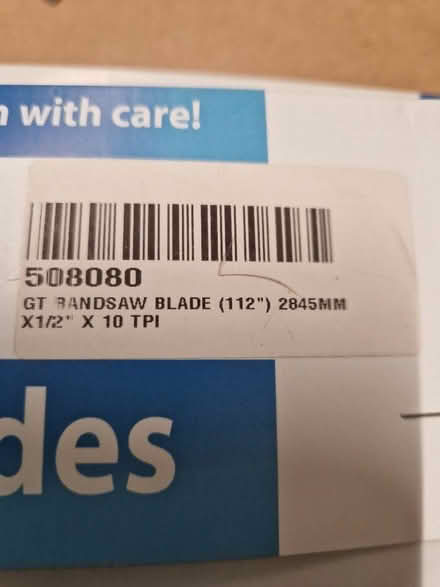 with care!
508080
GT BANDSAW BLADE (112") 2845MM
X1/2" X 10 TPI
des